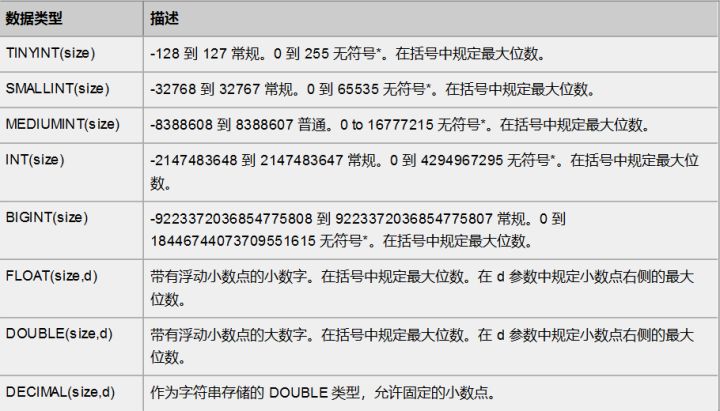 数据类型 描述
TINYINT(size) -128 到 127 常规。0 到 255 无符号*。在括号中规定最大位数。
SMALLINT(size) -32768 到 32767 常规。0 到 65535 无符号*。在括号中规定最大位数。
MEDIUMINT(size) -8388608 到 8388607 普通。0 to 16777215 无符号*。在括号中规定最大位数。
INT(size) -2147483648 到 2147483647 常规。0 到 4294967295 无符号*。在括号中规定最大位
数。
BIGINT(size) -9223372036854775808 到 9223372036854775807 常规。0 到
18446744073709551615 无符号*。在括号中规定最大位数。
FLOAT(size,d) 带有浮动小数点的小数字。在括号中规定最大位数。在 d 参数中规定小数点右侧的最大
位数。
DOUBLE(size,d) 带有浮动小数点的大数字。在括号中规定最大位数。在 d 参数中规定小数点右侧的最大
位数。
DECIMAL(size,d) 作为字符串存储的 DOUBLE 类型，允许固定的小数点。